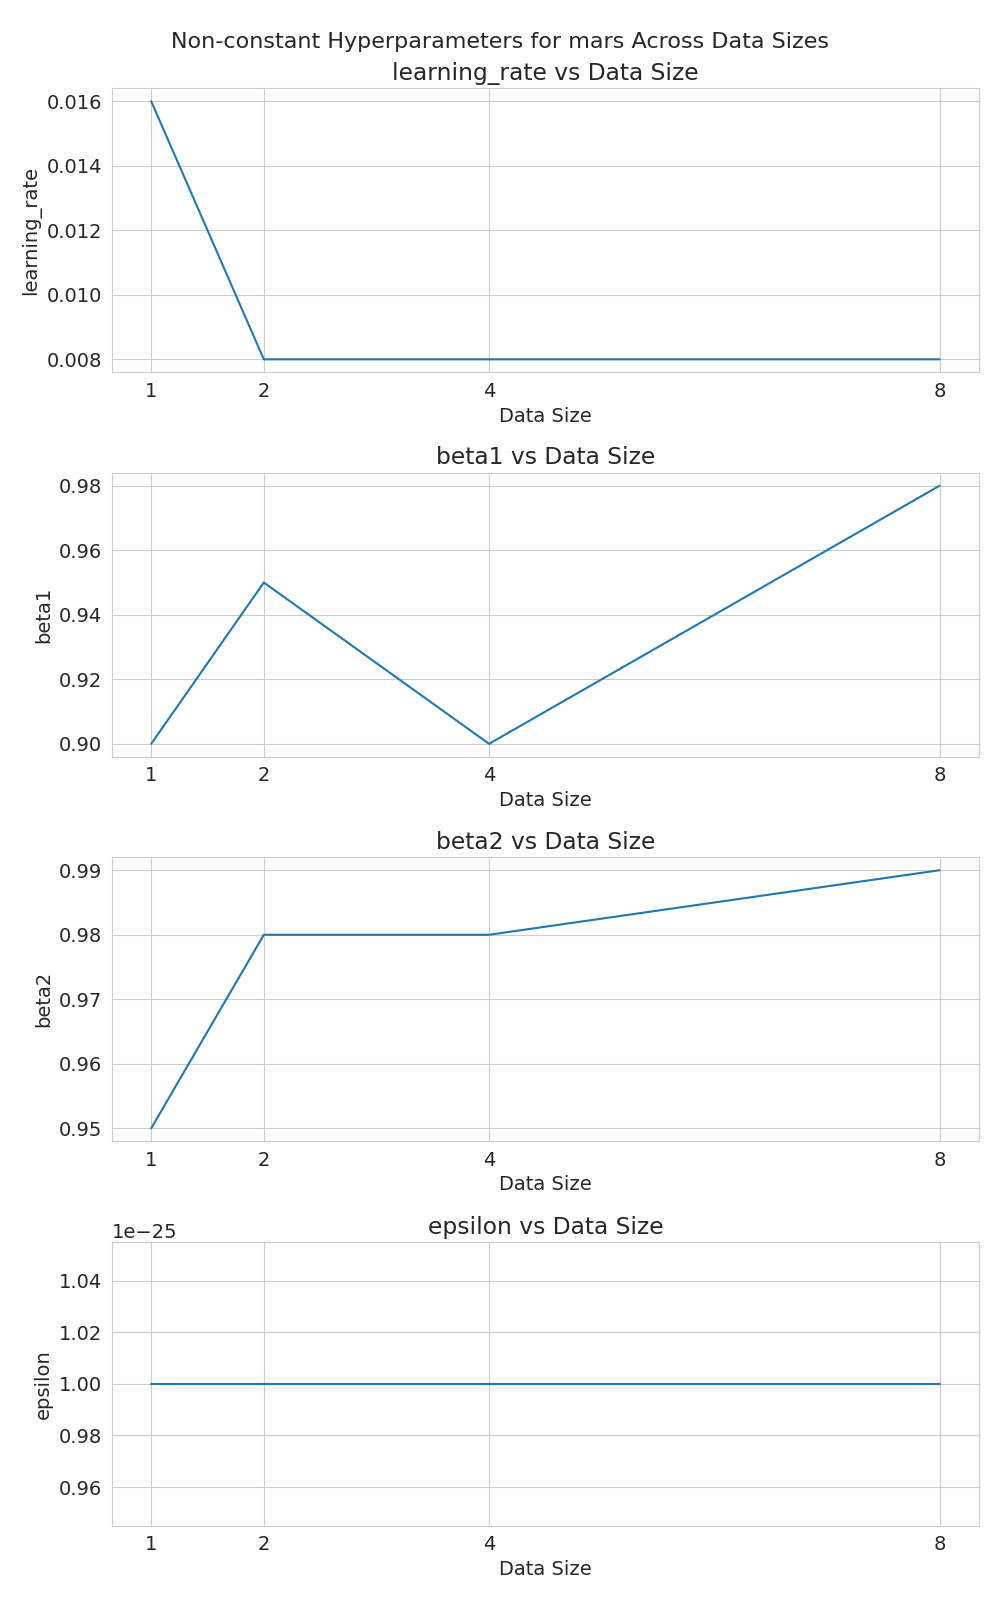 Non-constant Hyperparameters for mars Across Data Sizes
learning_rate vs Data Size
0.016
0.014
0.012
0.010
0.008
learning_rate
1 2 4 8
Data Size
beta1 vs Data Size
0.98
0.96
0.94
0.92
0.90
beta1
1 2 4 8
Data Size
beta2 vs Data Size
0.99
0.98
0.97
0.96
0.95
beta2
1 2 4 8
Data Size
epsilon vs Data Size
1e−25
1.04
1.02
1.00
0.98
0.96
epsilon
1 2 4 8
Data Size